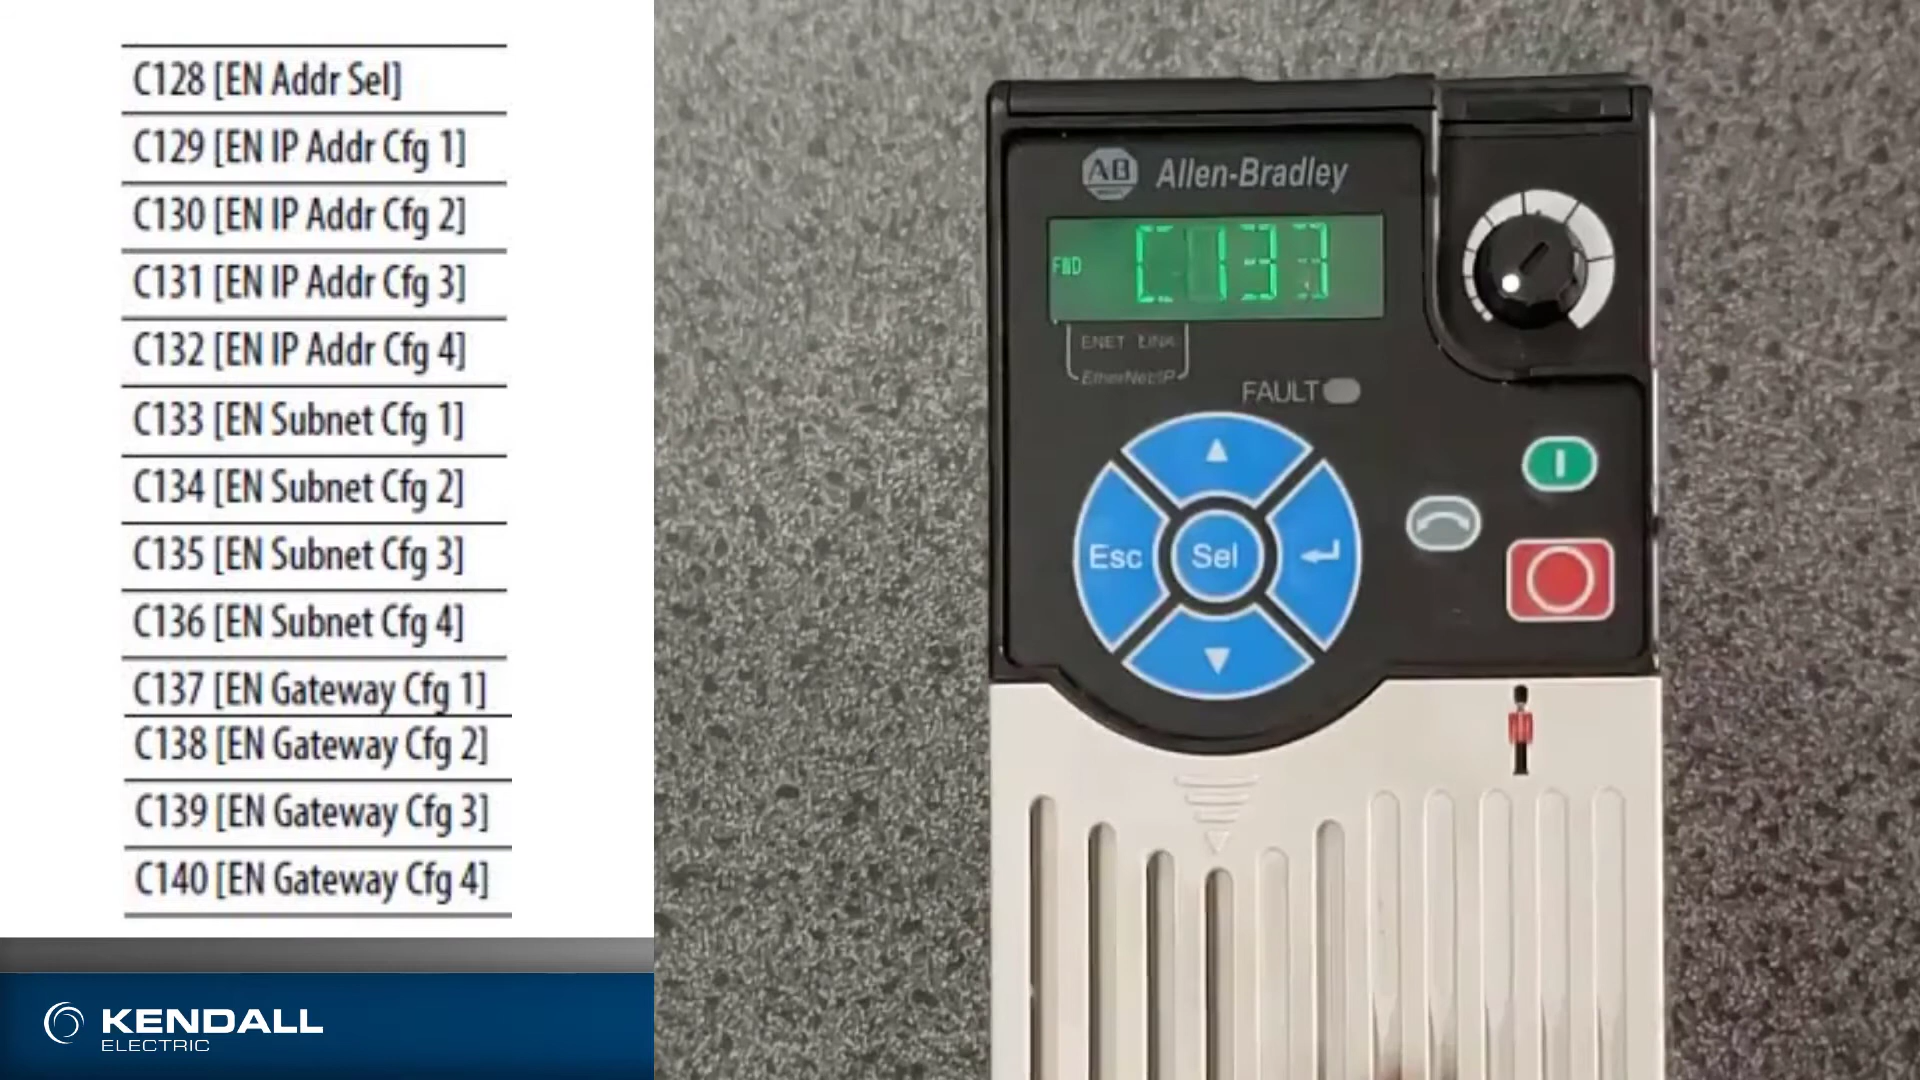 C128 [EN Addr Sel]
C129 [EN IP Addr Cfg 1]
C130 [EN IP Addr Cfg 2]
C131 [EN IP Addr Cfg 3]
C132 [EN IP Addr Cfg 4]
C133 [EN Subnet Cfg 1]
C134 [EN Subnet Cfg 2]
C135 [EN Subnet Cfg 3]
C136 [EN Subnet Cfg 4]
C137 [EN Gateway Cfg 1]
C138 [EN Gateway Cfg 2]
C139 [EN Gateway Cfg 3]
C140 [EN Gateway Cfg 4]
KENDALL
ELECTRIC
AB
Allen-Bradley
FWD
C133
ENET LINK
EtherNet/IP
FAULT
Esc
Sel